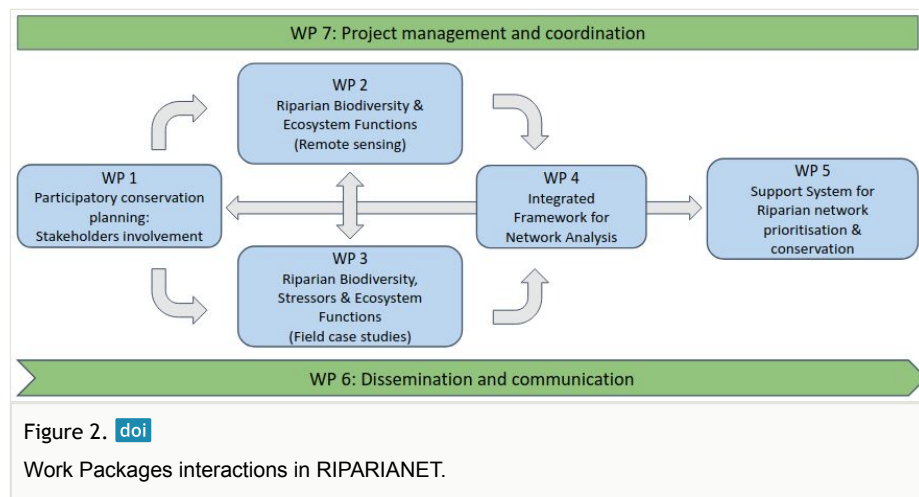 WP 7: Project management and coordination
WP 2
Riparian Biodiversity &
Ecosystem Functions
(Remote sensing)
WP 1
Participatory conservation
planning:
Stakeholders involvement
WP 4
Integrated
Framework for
Network Analysis
WP 5
Support System for
Riparian network
prioritisation &
conservation
WP 3
Riparian Biodiversity,
Stressors & Ecosystem
Functions
(Field case studies)
WP 6: Dissemination and communication
Figure 2. doi
Work Packages interactions in RIPARIANET.